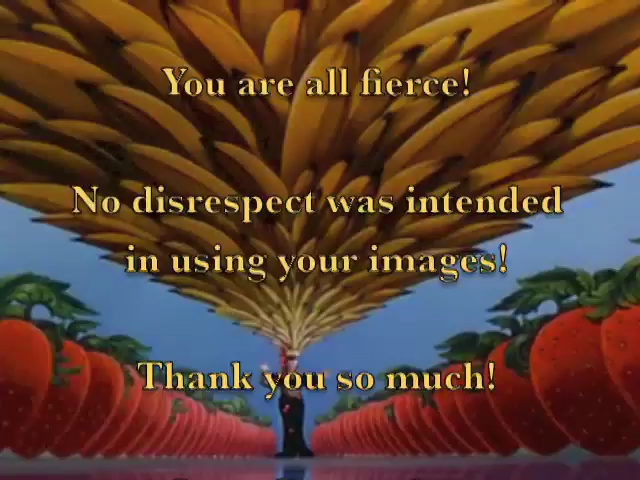 You are all fierce!
No disrespect was intended
in using your images!
Thank you so much!